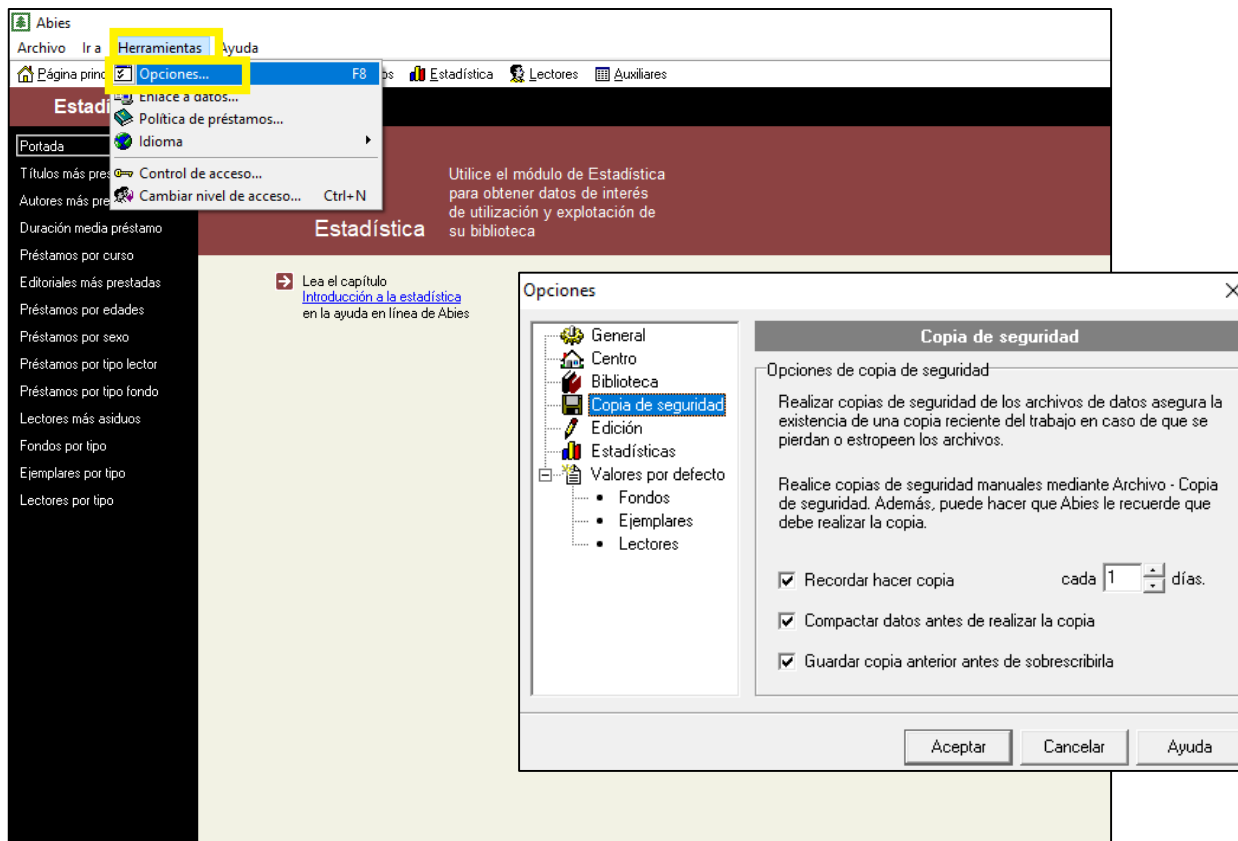 Abies
Archivo Ir a Herramientas Ayuda
Página princ
Estadística Lectores Auxiliares
Opciones... F8
Enlace a datos...
Política de préstamos...
Idioma
Control de acceso...
Cambiar nivel de acceso... Ctrl+N
Estadí
Portada
Títulos más pres
Autores más pre
Duración media préstamo
Préstamos por curso
Editoriales más prestadas
Préstamos por edades
Préstamos por sexo
Préstamos por tipo lector
Préstamos por tipo fondo
Lectores más asiduos
Fondos por tipo
Ejemplares por tipo
Lectores por tipo
Estadística
Utilice el módulo de Estadística
para obtener datos de interés
de utilización y explotación de
su biblioteca
Lea el capítulo
Introducción a la estadística
en la ayuda en línea de Abies
Opciones
General
Centro
Biblioteca
Copia de seguridad
Edición
Estadísticas
Valores por defecto
Fondos
Ejemplares
Lectores
Copia de seguridad
Opciones de copia de seguridad
Realizar copias de seguridad de los archivos de datos asegura la
existencia de una copia reciente del trabajo en caso de que se
pierdan o estropeen los archivos.
Realice copias de seguridad manuales mediante Archivo - Copia
de seguridad. Además, puede hacer que Abies le recuerde que
debe realizar la copia.
Recordar hacer copia cada 1 días.
Compactar datos antes de realizar la copia
Guardar copia anterior antes de sobrescribirla
Aceptar Cancelar Ayuda